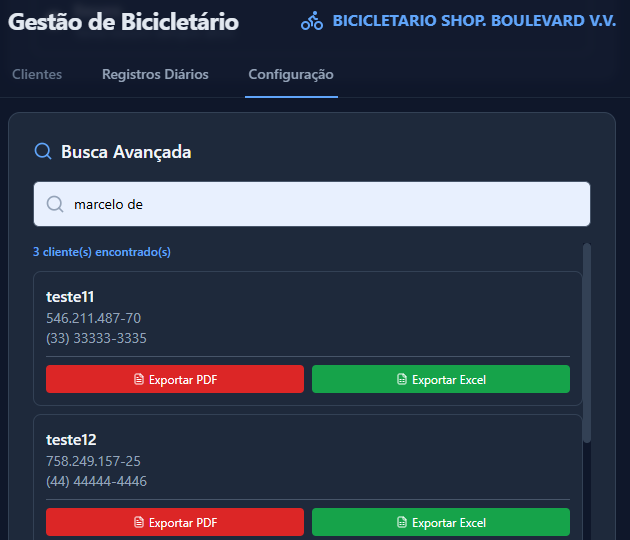 Gestão de Bicicletário
BICICLETARIO SHOP. BOULEVARD V.V.
Clientes
Registros Diários
Configuração
Busca Avançada
marcelo de
3 cliente(s) encontrado(s)
teste11
546.211.487-70
(33) 33333-3335
Exportar PDF
Exportar Excel
teste12
758.249.157-25
(44) 44444-4446
Exportar PDF
Exportar Excel